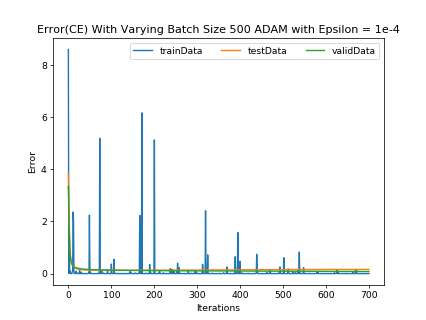 Error(CE) With Varying Batch Size 500 ADAM with Epsilon = 1e-4
trainData testData validData
8
6
4
2
0
Error
0 100 200 300 400 500 600 700
Iterations